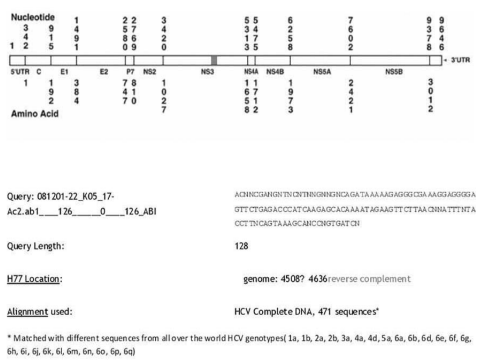 Nucleotide 1 2 2 3 5 5 6 7 9 9
3 9 4 5 7 4 3 4 2 6 3 6
4 1 9 8 6 2 1 7 5 0 7 4
1 2 5 1 0 9 0 3 5 8 2 8 6
3'UTR
5'UTR C E1 E2 P7 NS2 NS3 NS4A NS4B NS5A NS5B
1 1 3 7 8 1 1 1 1 2 3
9 8 4 1 0 6 7 9 4 0
2 4 7 0 2 5 1 7 2 1
7 8 2 3 1 2
Amino Acid
Query: 081201-22_K05_17-
Ac2.ab1____126______0____126_ABI
ACNNCGANGNTNCNTNNGNNGNCAGATAAAAAGAGGGCGAAAGGAGGGGA
GTTCTGAGACCCATCAAGAGCACAAAATAGAAGTTCTTAACNNATTTNTA
CCTTNCAGTAAAGCANCCNGTGATCN
Query Length: 128
H77 Location: genome: 4508? 4636reverse complement
Alignment used: HCV Complete DNA, 471 sequences*
* Matched with different sequences from all over the world HCV genotypes( 1a, 1b, 2a, 2b, 3a, 4a, 4d, 5a, 6a, 6b, 6d, 6e, 6f, 6g,
6h, 6i, 6j, 6k, 6l, 6m, 6n, 6o, 6p, 6q)